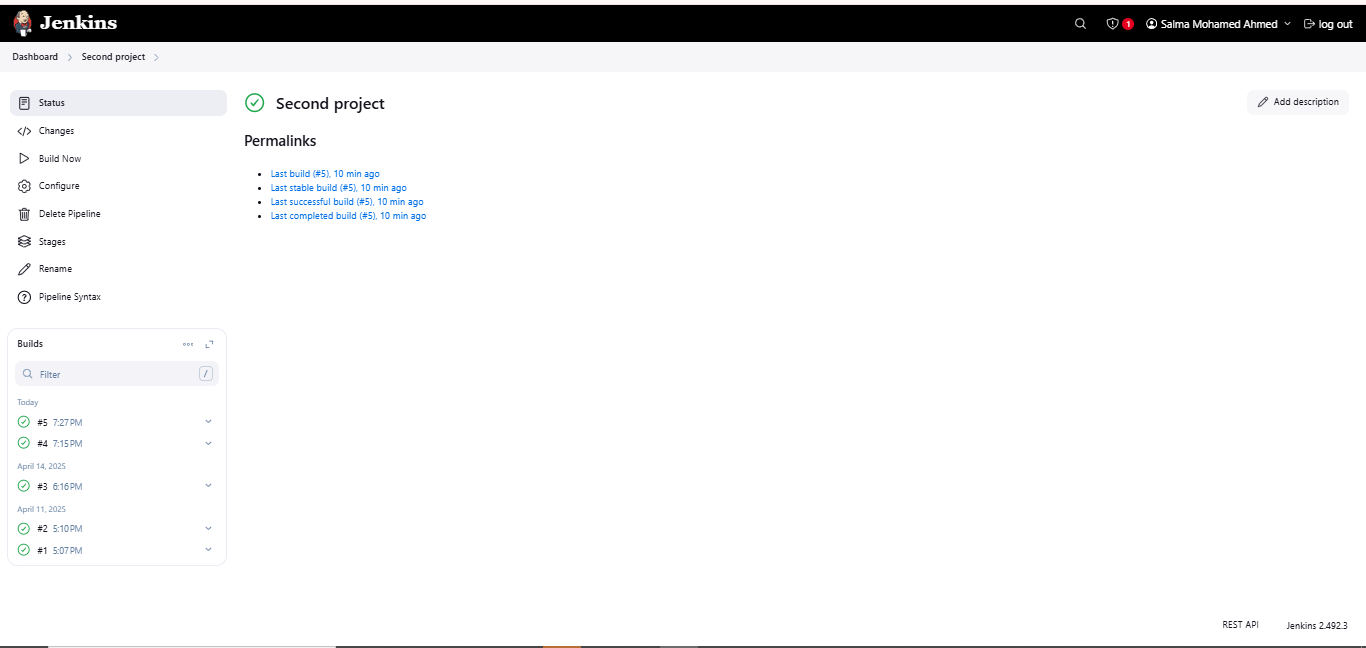 Jenkins
1 Salma Mohamed Ahmed log out
Dashboard Second project
Status
Changes
Build Now
Configure
Delete Pipeline
Stages
Rename
Pipeline Syntax
Builds
Filter /
Today
#5 7:27 PM
#4 7:15 PM
April 14, 2025
#3 6:16 PM
April 11, 2025
#2 5:10 PM
#1 5:07 PM
Second project
Add description
Permalinks
Last build (#5), 10 min ago
Last stable build (#5), 10 min ago
Last successful build (#5), 10 min ago
Last completed build (#5), 10 min ago
REST API Jenkins 2.492.3